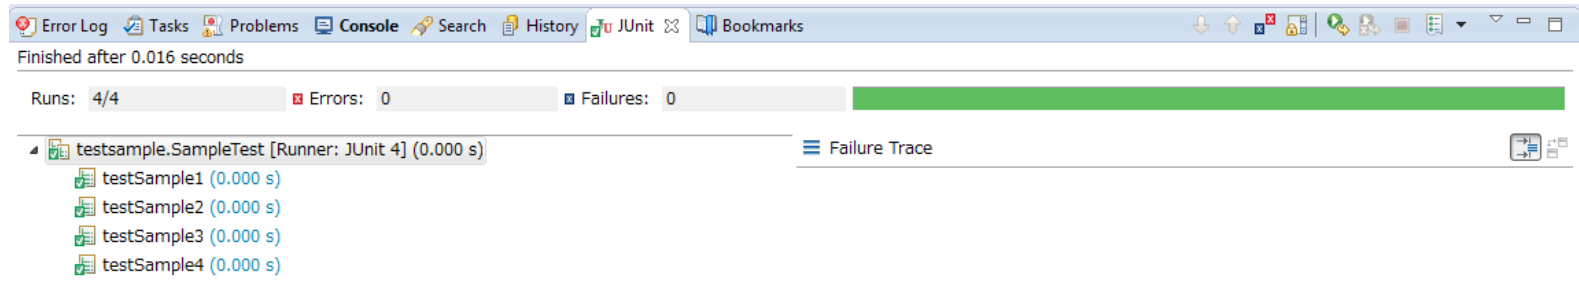 Error Log Tasks Problems Console Search History JUnit Bookmarks
Finished after 0.016 seconds
Runs: 4/4 Errors: 0 Failures: 0
testsample.SampleTest [Runner: JUnit 4] (0.000 s) Failure Trace
testSample1 (0.000 s)
testSample2 (0.000 s)
testSample3 (0.000 s)
testSample4 (0.000 s)